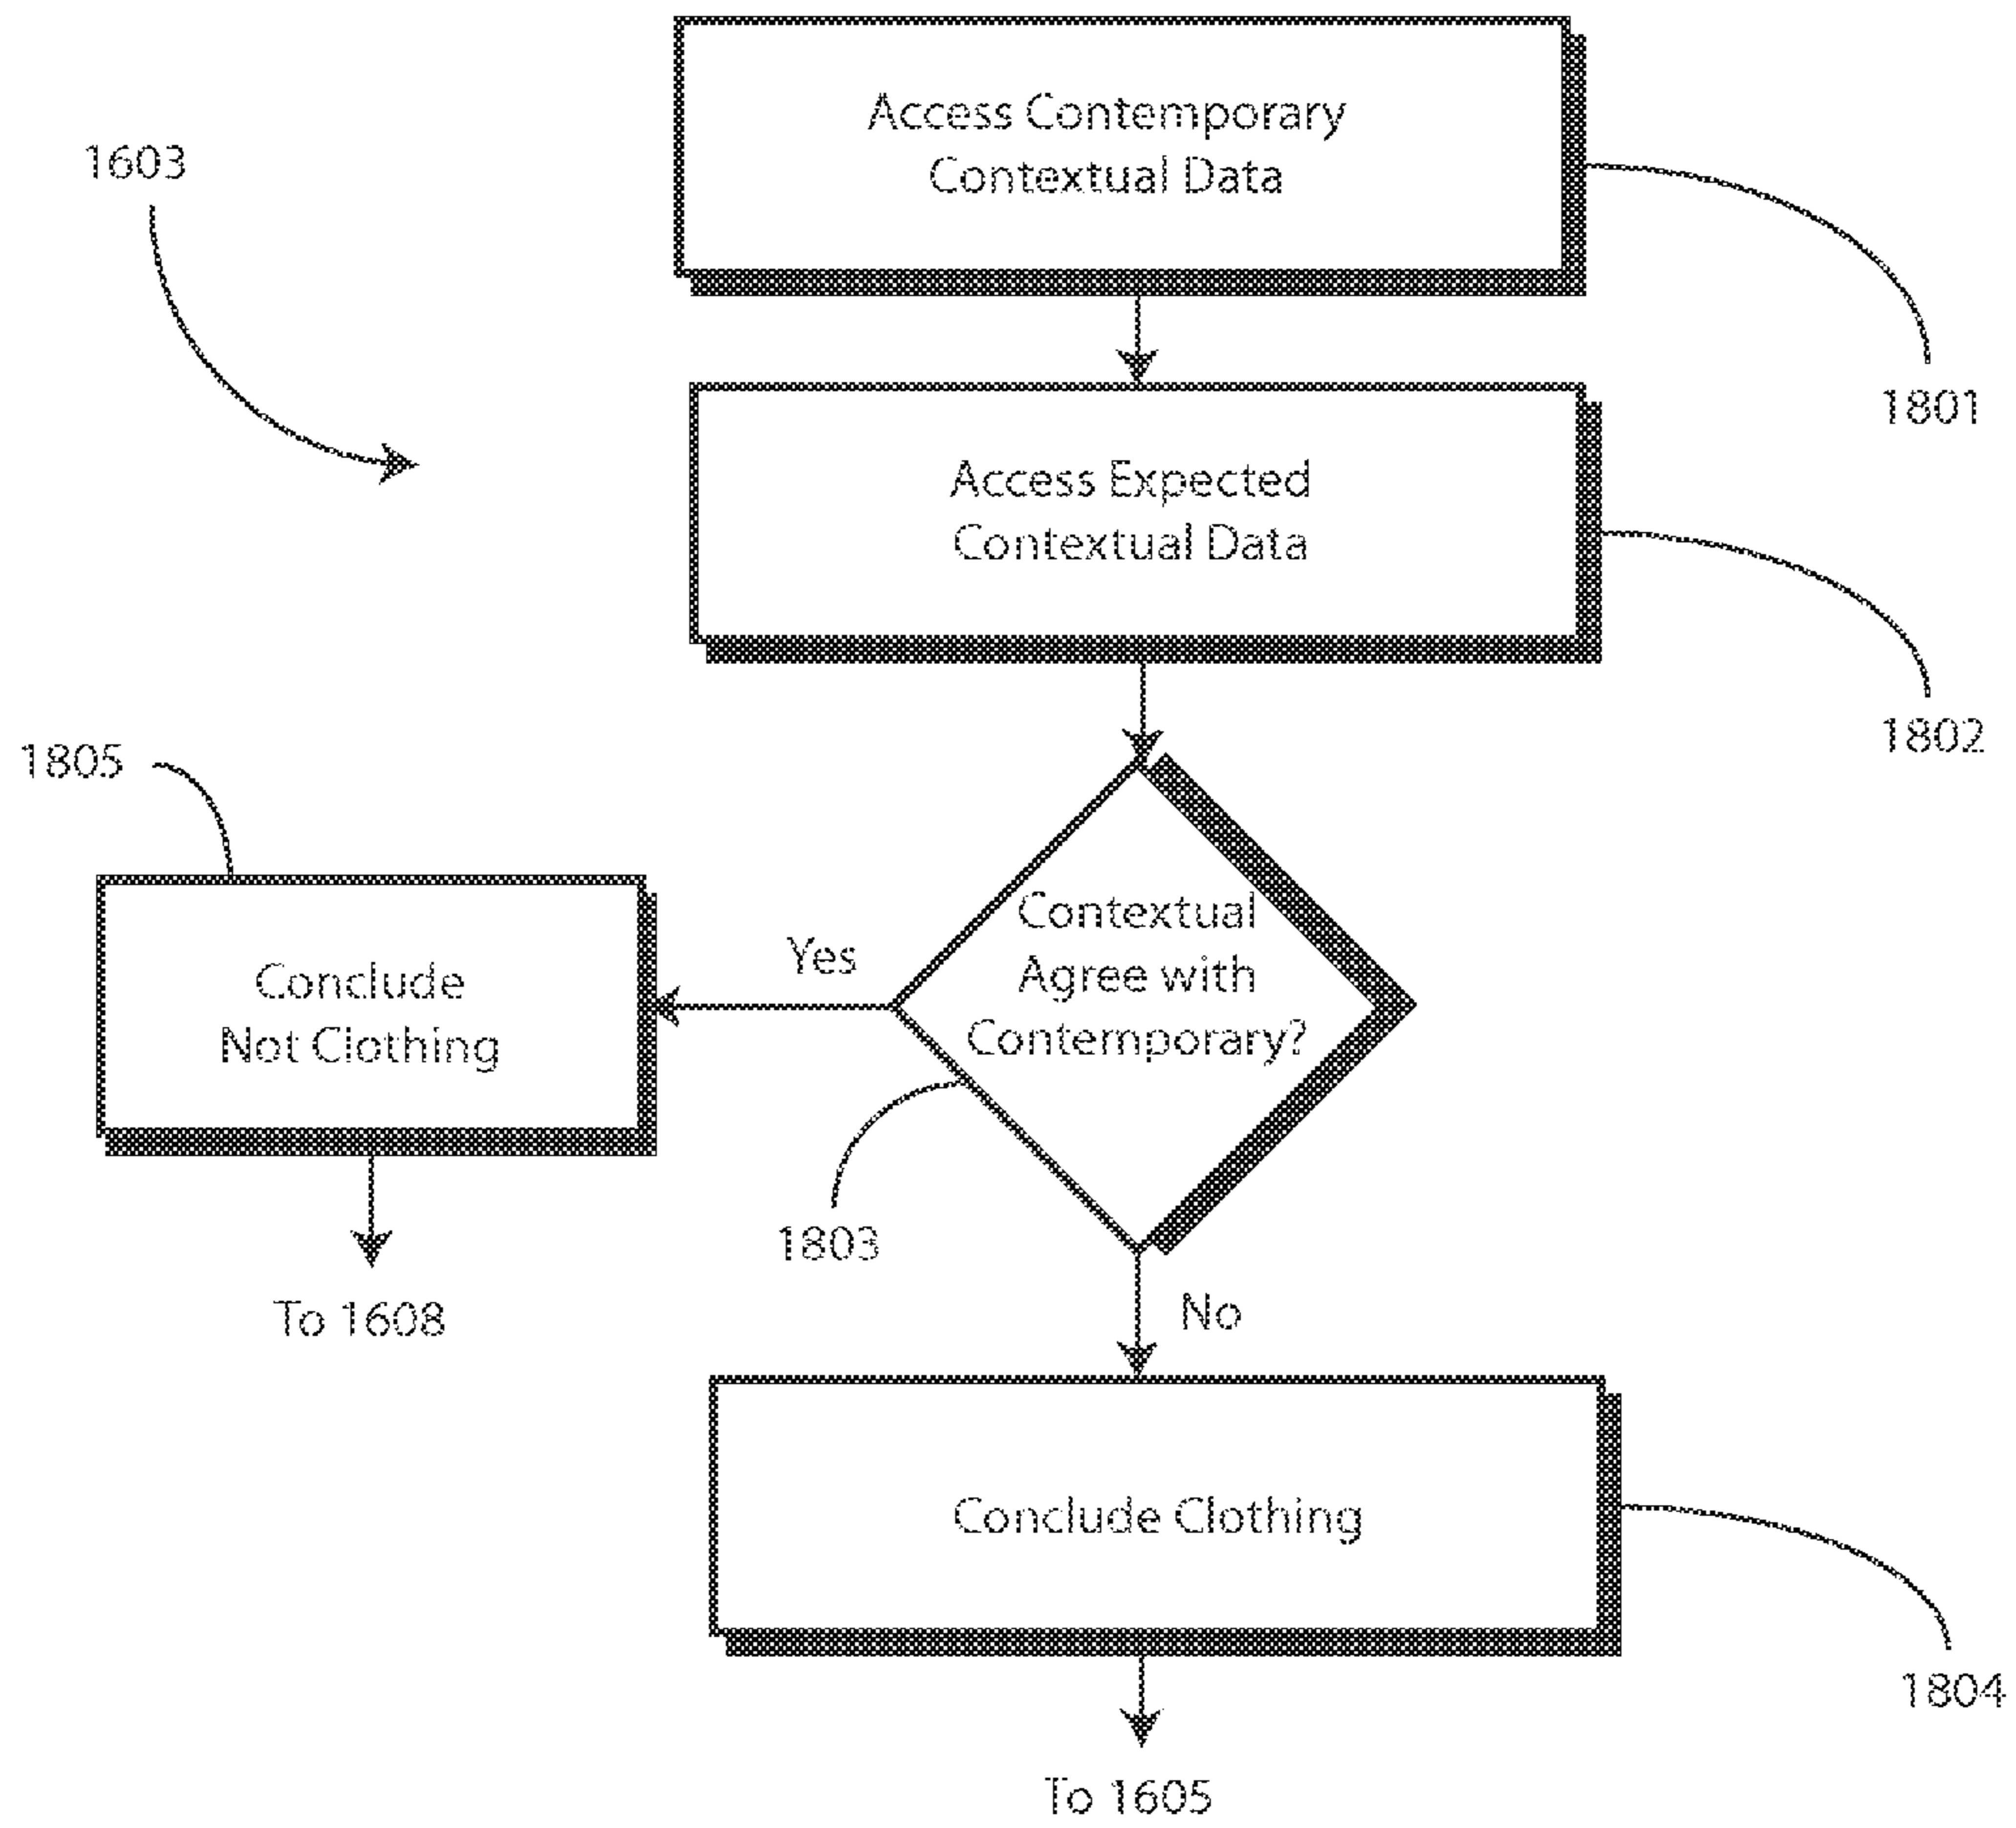 Access Contemporary
Contextual Data
1603
1801
Access Expected
Contextual Data
1802
1805
Contextual
Agree with
Contemporary?
Yes
Conclude
Not Clothing
1803
To 1608
No
Conclude Clothing
1804
To 1605